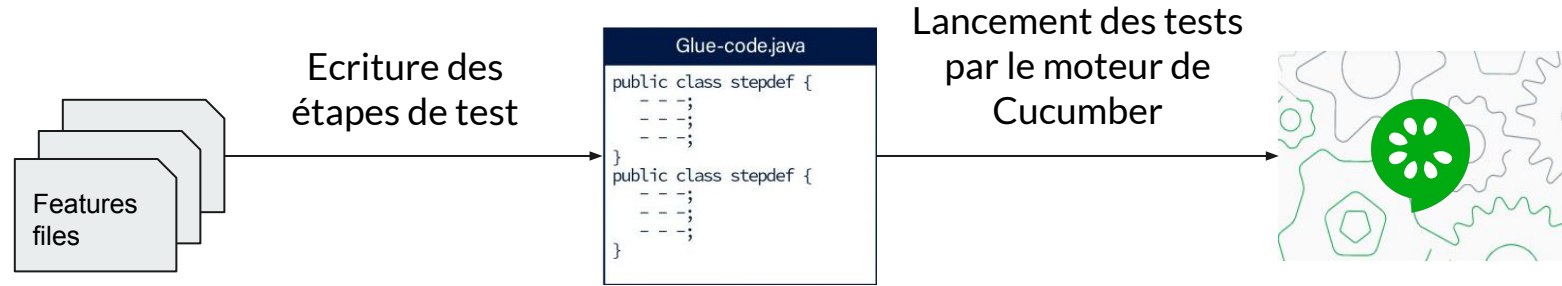 Features
files
Ecriture des
étapes de test
Glue-code.java
public class stepdef {
- - -;
- - -;
- - -;
}
public class stepdef {
- - -;
- - -;
- - -;
}
Lancement des tests
par le moteur de
Cucumber